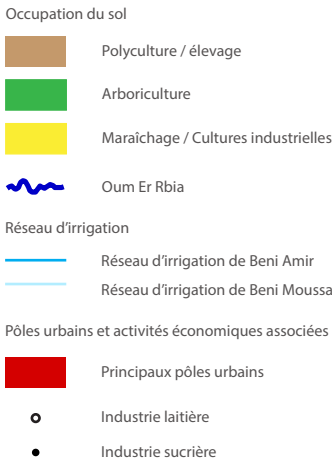 Occupation du sol
Polyculture / élevage
Arboriculture
Maraîchage / Cultures industrielles
Oum Er Rbia
Réseau d’irrigation
Réseau d’irrigation de Beni Amir
Réseau d’irrigation de Beni Moussa
Pôles urbains et activités économiques associées
Principaux pôles urbains
Industrie laitière
Industrie sucrière